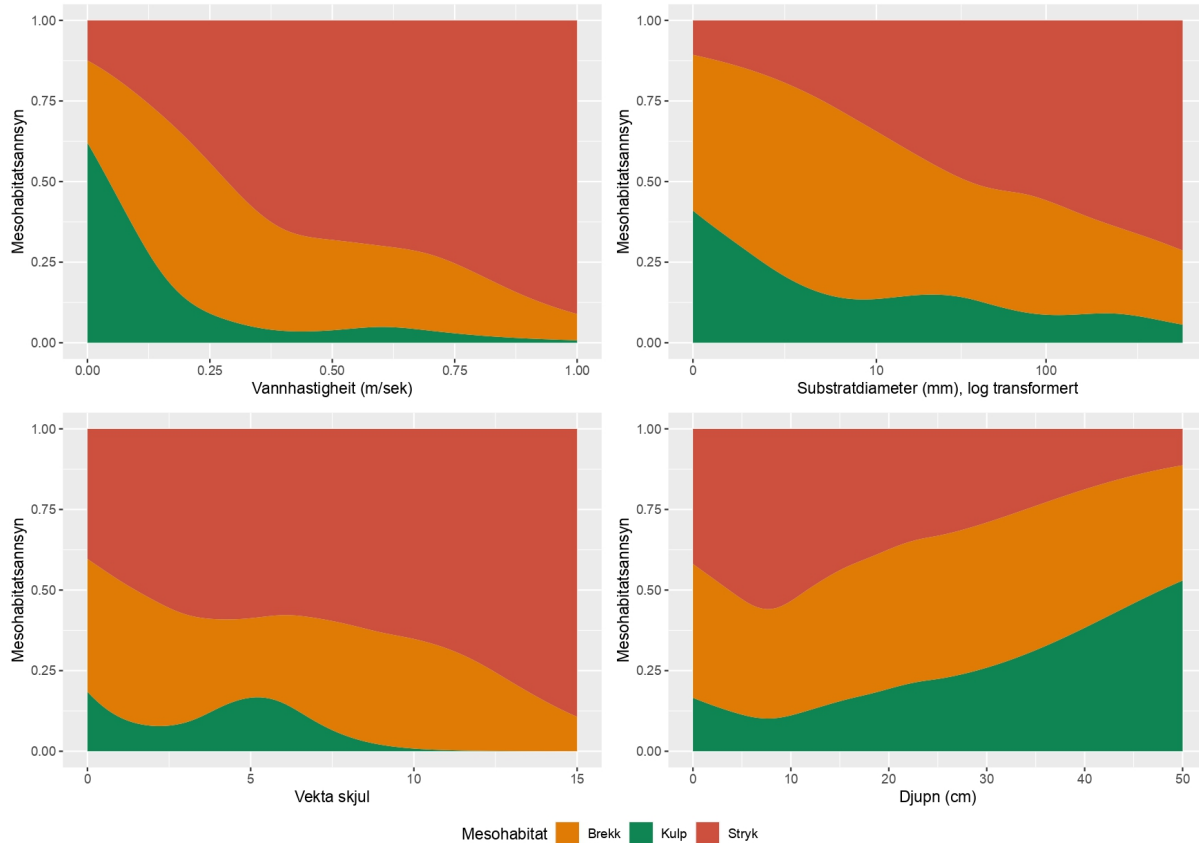 1.00
0.75
0.50
0.25
0.00
Mesohabitatsannsyn
0.00 0.25 0.50 0.75 1.00
Vannhastigheit (m/sek)
1.00
0.75
0.50
0.25
0.00
Mesohabitatsannsyn
0 10 100
Substratdiameter (mm), log transformert
1.00
0.75
0.50
0.25
0.00
Mesohabitatsannsyn
0 5 10 15
Vekta skjul
1.00
0.75
0.50
0.25
0.00
Mesohabitatsannsyn
0 10 20 30 40 50
Djupn (cm)
Mesohabitat Brekk Kulp Stryk